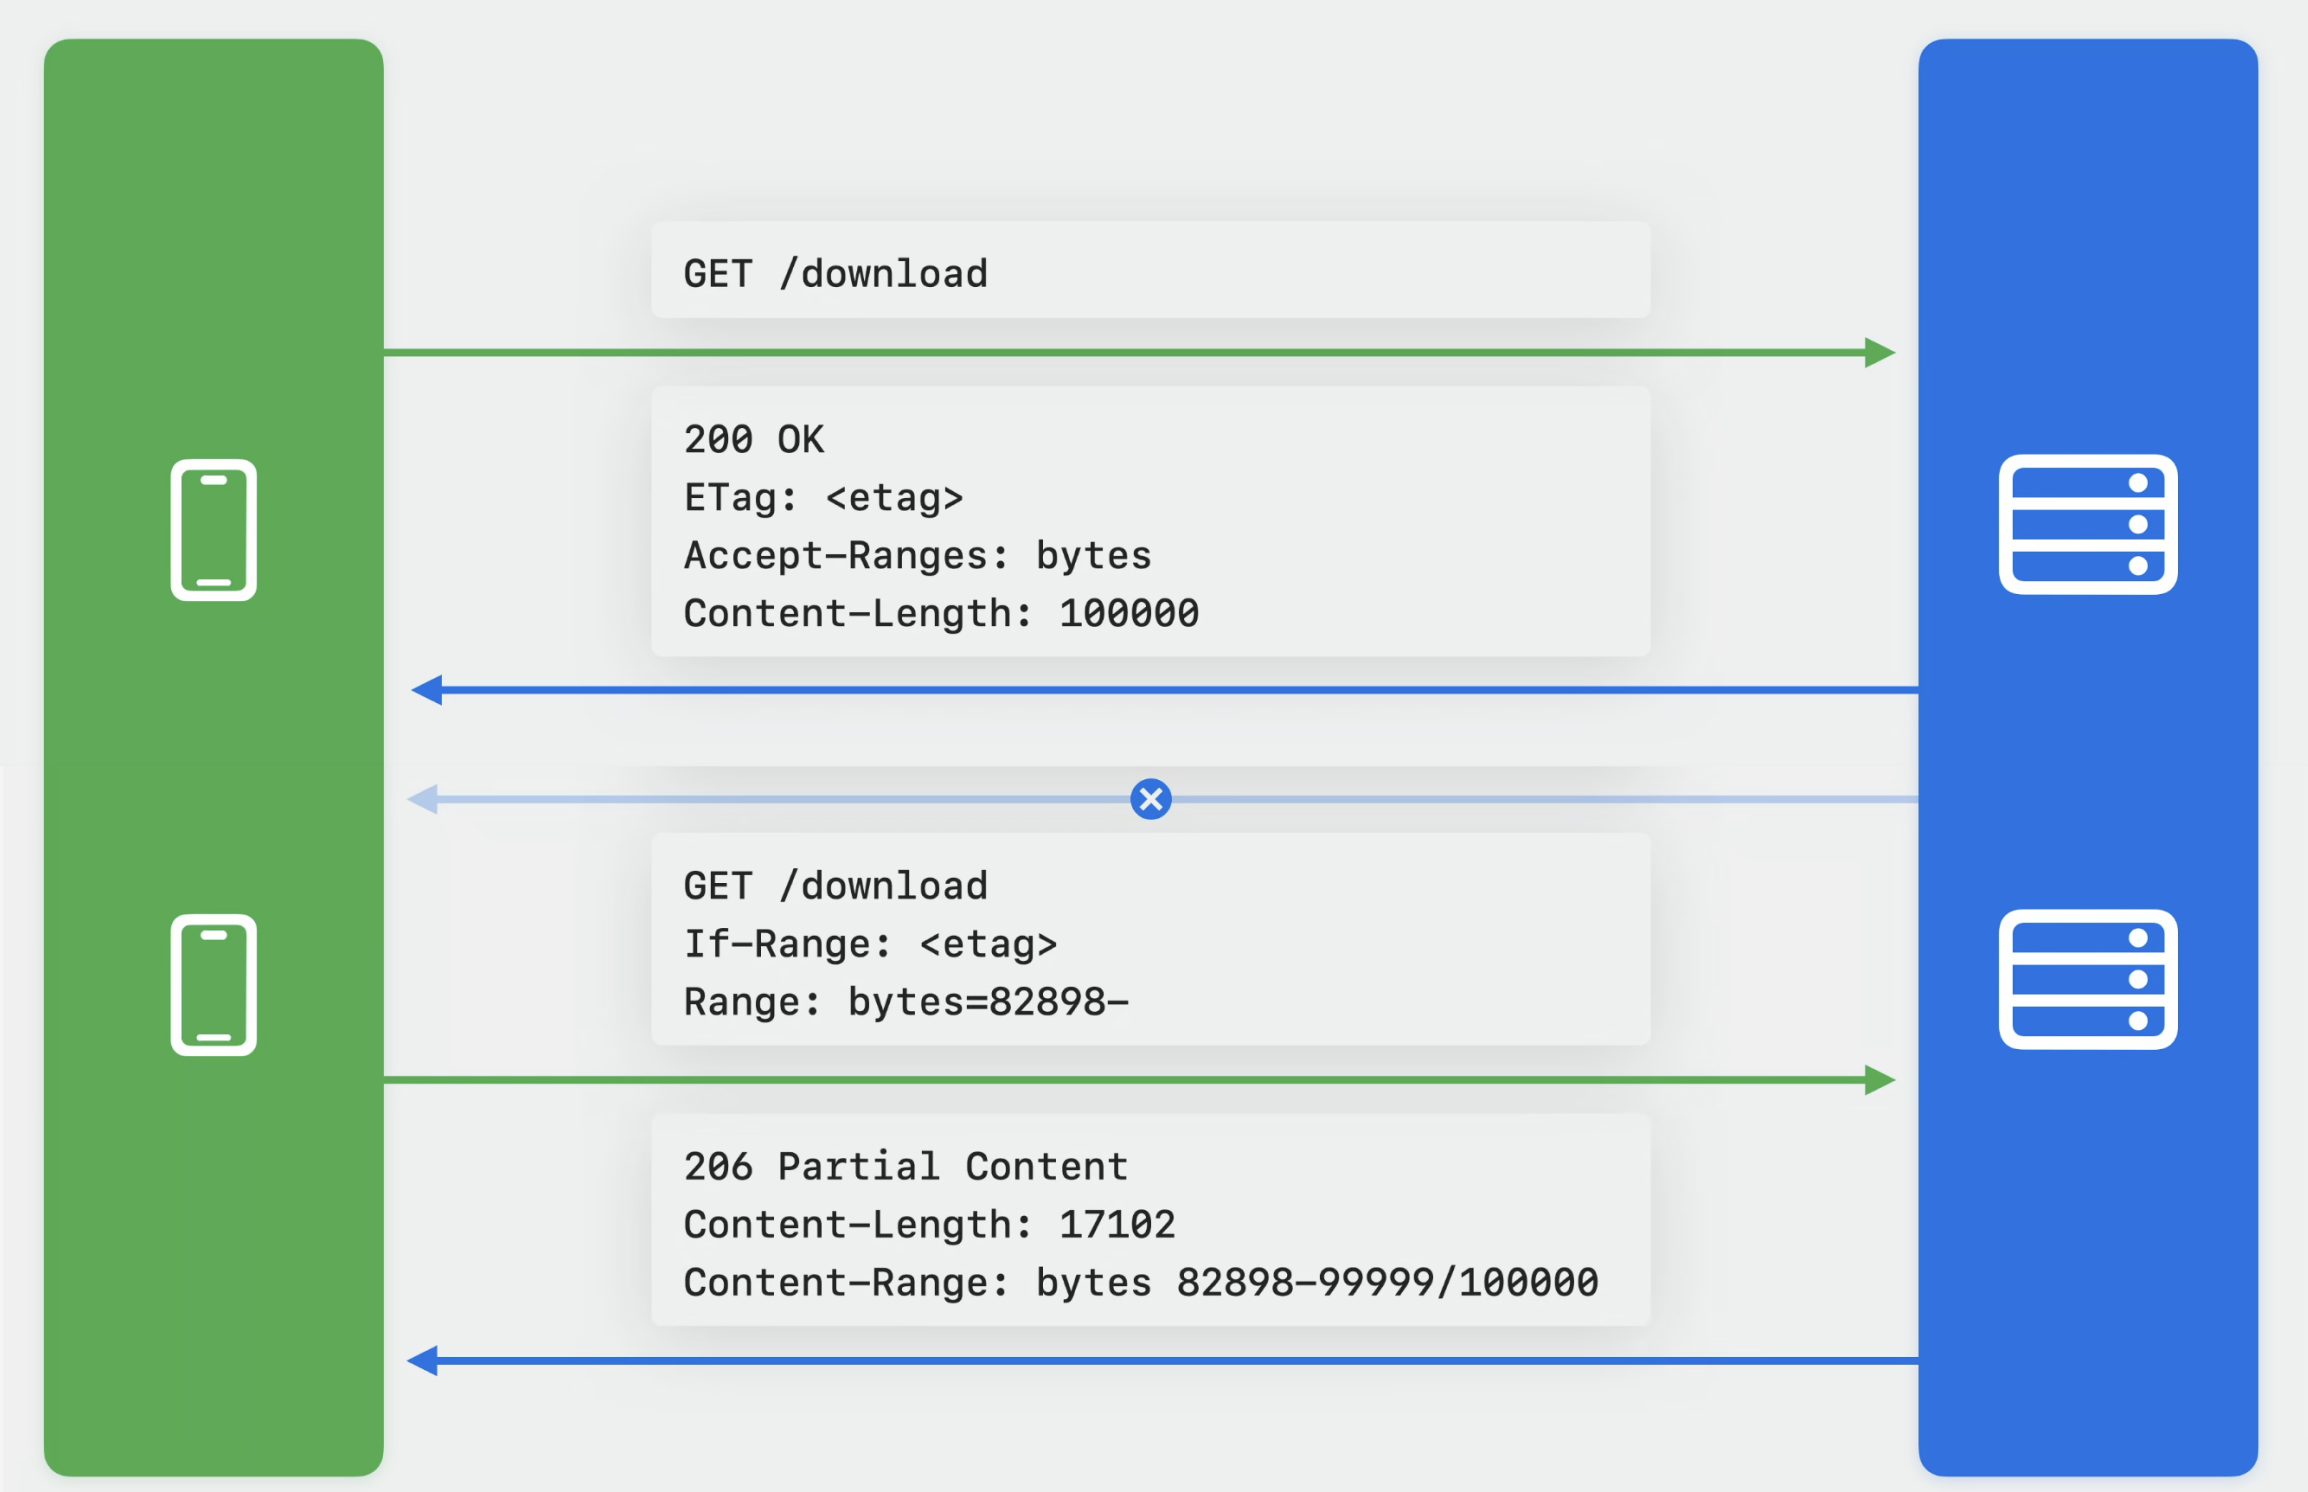 GET /download
200 OK
ETag: <etag>
Accept-Ranges: bytes
Content-Length: 100000
GET /download
If-Range: <etag>
Range: bytes=82898-
206 Partial Content
Content-Length: 17102
Content-Range: bytes 82898-99999/100000